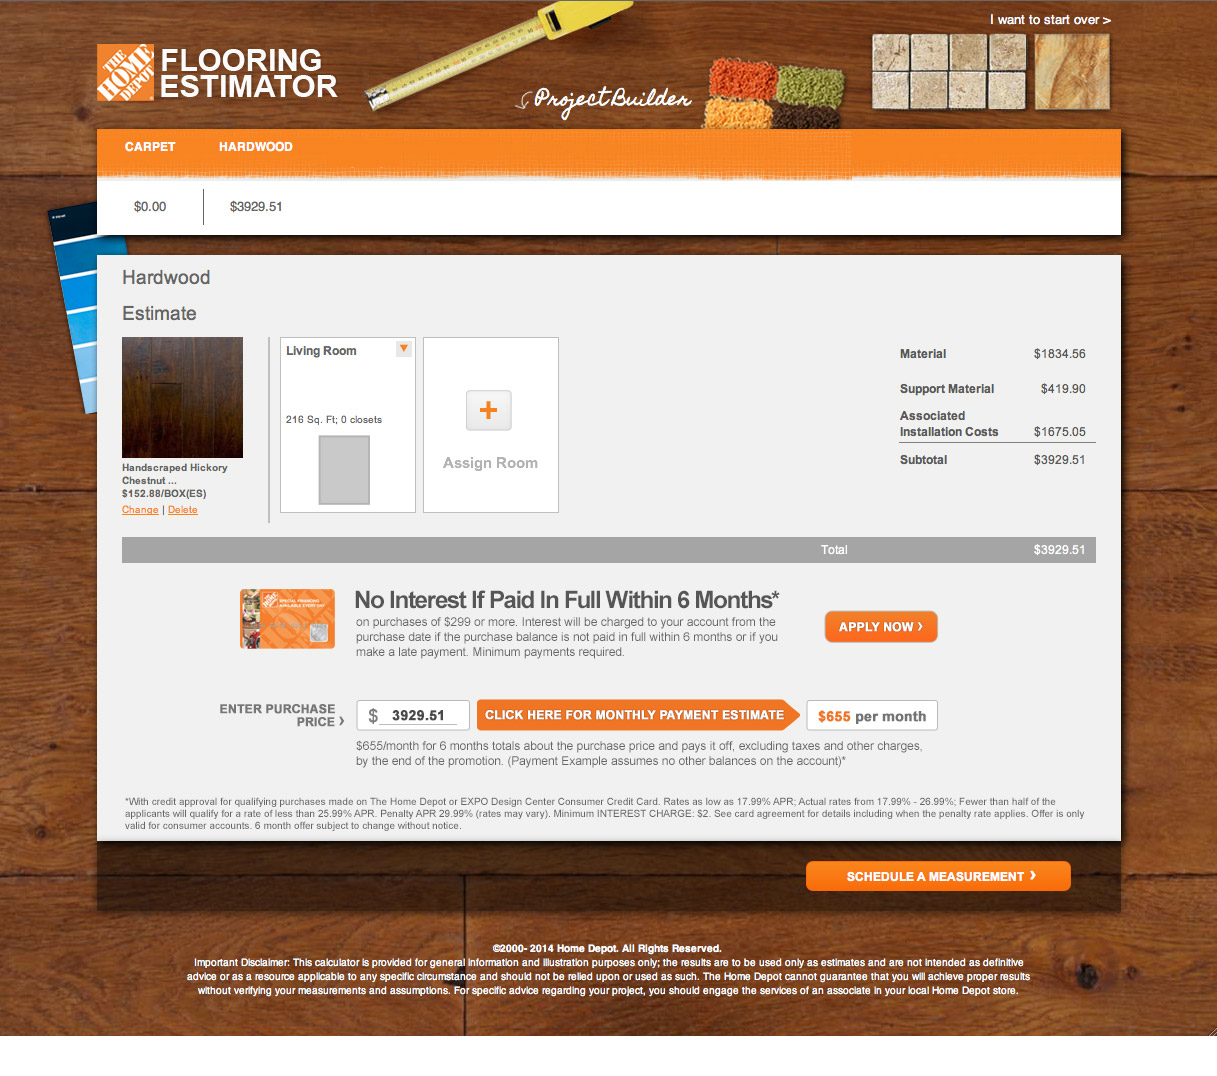 I want to start over >
THE HOME DEPOT
FLOORING
ESTIMATOR
Project Builder
CARPET HARDWOOD
$0.00 $3929.51
Hardwood
Estimate
Living Room
216 Sq. Ft; 0 closets
+
Assign Room
Handscraped Hickory
Chestnut ...
$152.88/BOX(ES)
Change | Delete
Material $1834.56
Support Material $419.90
Associated
Installation Costs $1675.05
Subtotal $3929.51
Total $3929.51
SPECIAL FINANCING
AVAILABLE EVERY DAY
No Interest If Paid In Full Within 6 Months*
on purchases of $299 or more. Interest will be charged to your account from the
purchase date if the purchase balance is not paid in full within 6 months or if you
make a late payment. Minimum payments required.
APPLY NOW ›
ENTER PURCHASE
PRICE ›
$ 3929.51
CLICK HERE FOR MONTHLY PAYMENT ESTIMATE
$655 per month
$655/month for 6 months totals about the purchase price and pays it off, excluding taxes and other charges,
by the end of the promotion. (Payment Example assumes no other balances on the account)*
*With credit approval for qualifying purchases made on The Home Depot or EXPO Design Center Consumer Credit Card. Rates as low as 17.99% APR; Actual rates from 17.99% - 26.99%; Fewer than half of the
applicants will qualify for a rate of less than 25.99% APR. Penalty APR 29.99% (rates may vary). Minimum INTEREST CHARGE: $2. See card agreement for details including when the penalty rate applies. Offer is only
valid for consumer accounts. 6 month offer subject to change without notice.
SCHEDULE A MEASUREMENT ›
©2000- 2014 Home Depot. All Rights Reserved.
Important Disclaimer: This calculator is provided for general information and illustration purposes only; the results are to be used only as estimates and are not intended as definitive
advice or as a resource applicable to any specific circumstance and should not be relied upon or used as such. The Home Depot cannot guarantee that you will achieve proper results
without verifying your measurements and assumptions. For specific advice regarding your project, you should engage the services of an associate in your local Home Depot store.